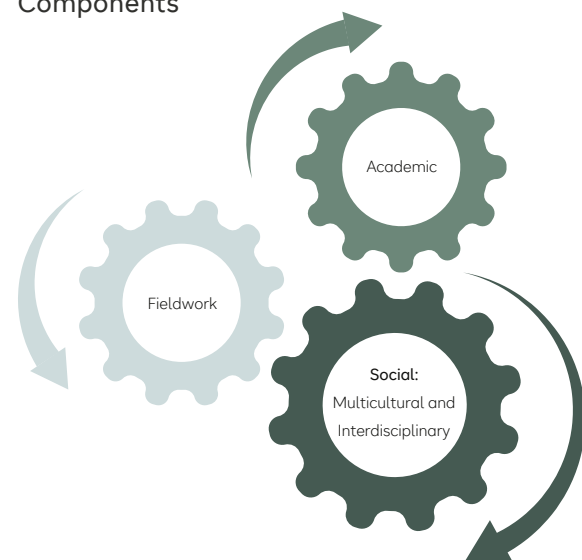 Components
Academic
Fieldwork
Social:
Multicultural and
Interdisciplinary